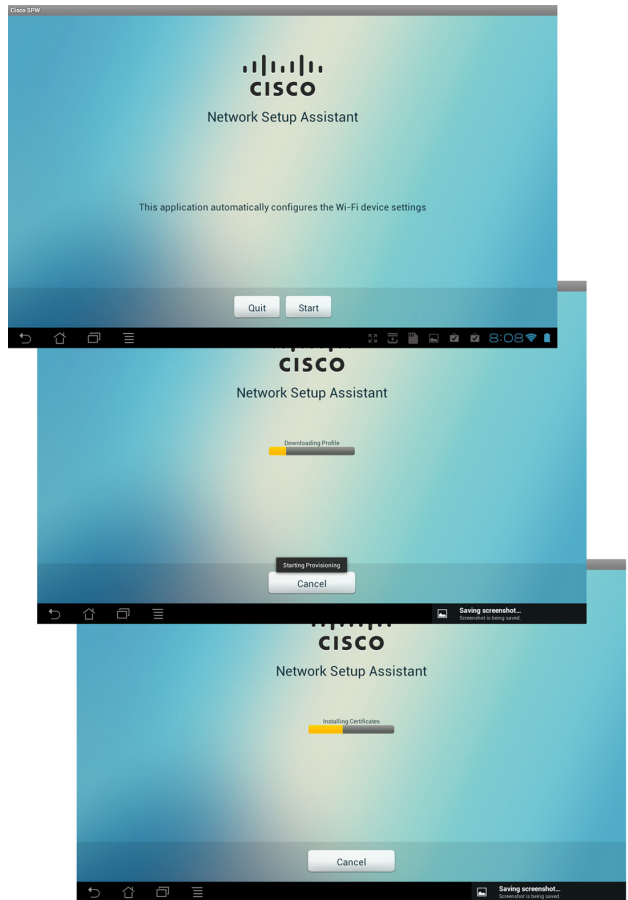 Cisco SPW
CISCO
Network Setup Assistant
This application automatically configures the Wi-Fi device settings
Quit Start
8:08
CISCO
Network Setup Assistant
Downloading Profile
Starting Provisioning
Cancel
Saving screenshot...
Screenshot is being saved.
CISCO
Network Setup Assistant
Installing Certificates
Cancel
Saving screenshot...
Screenshot is being saved.